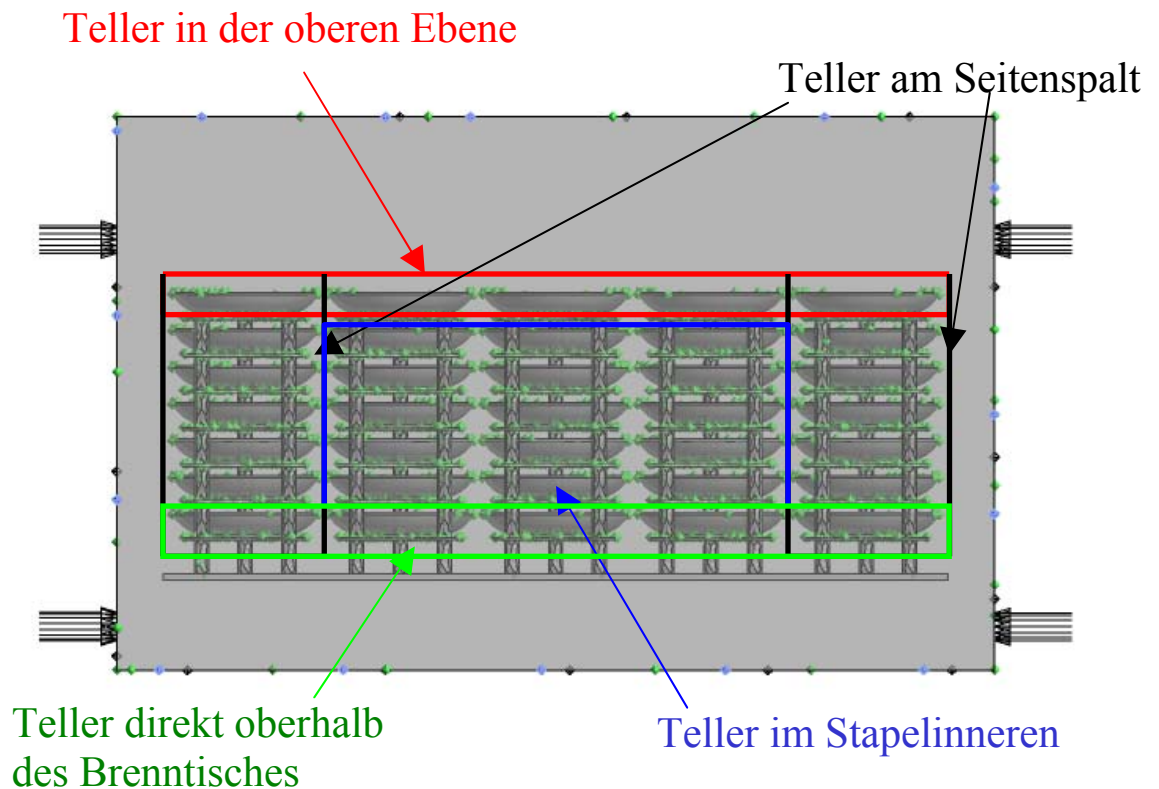 Teller in der oberen Ebene
Teller am Seitenspalt
Teller direkt oberhalb
des Brenntisches
Teller im Stapelinneren